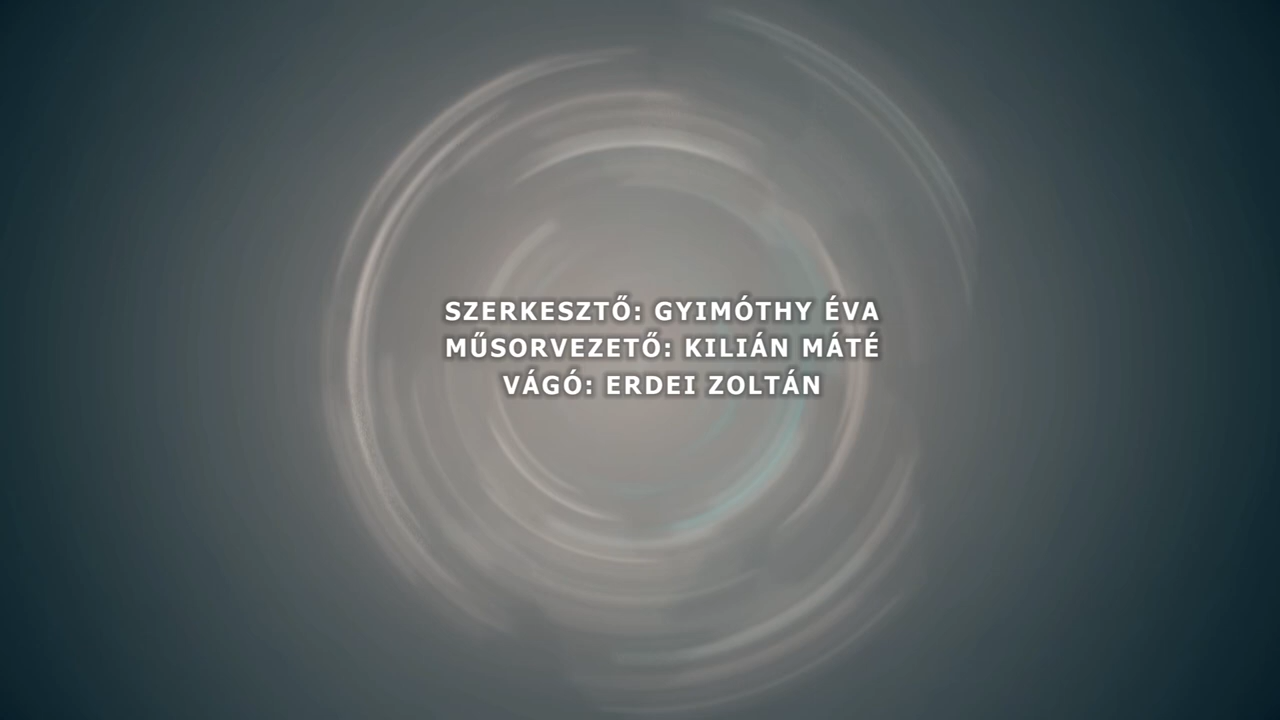 SZERKESZTŐ: GYIMÓTHY ÉVA
MŰSORVEZETŐ: KILIÁN MÁTÉ
VÁGÓ: ERDEI ZOLTÁN